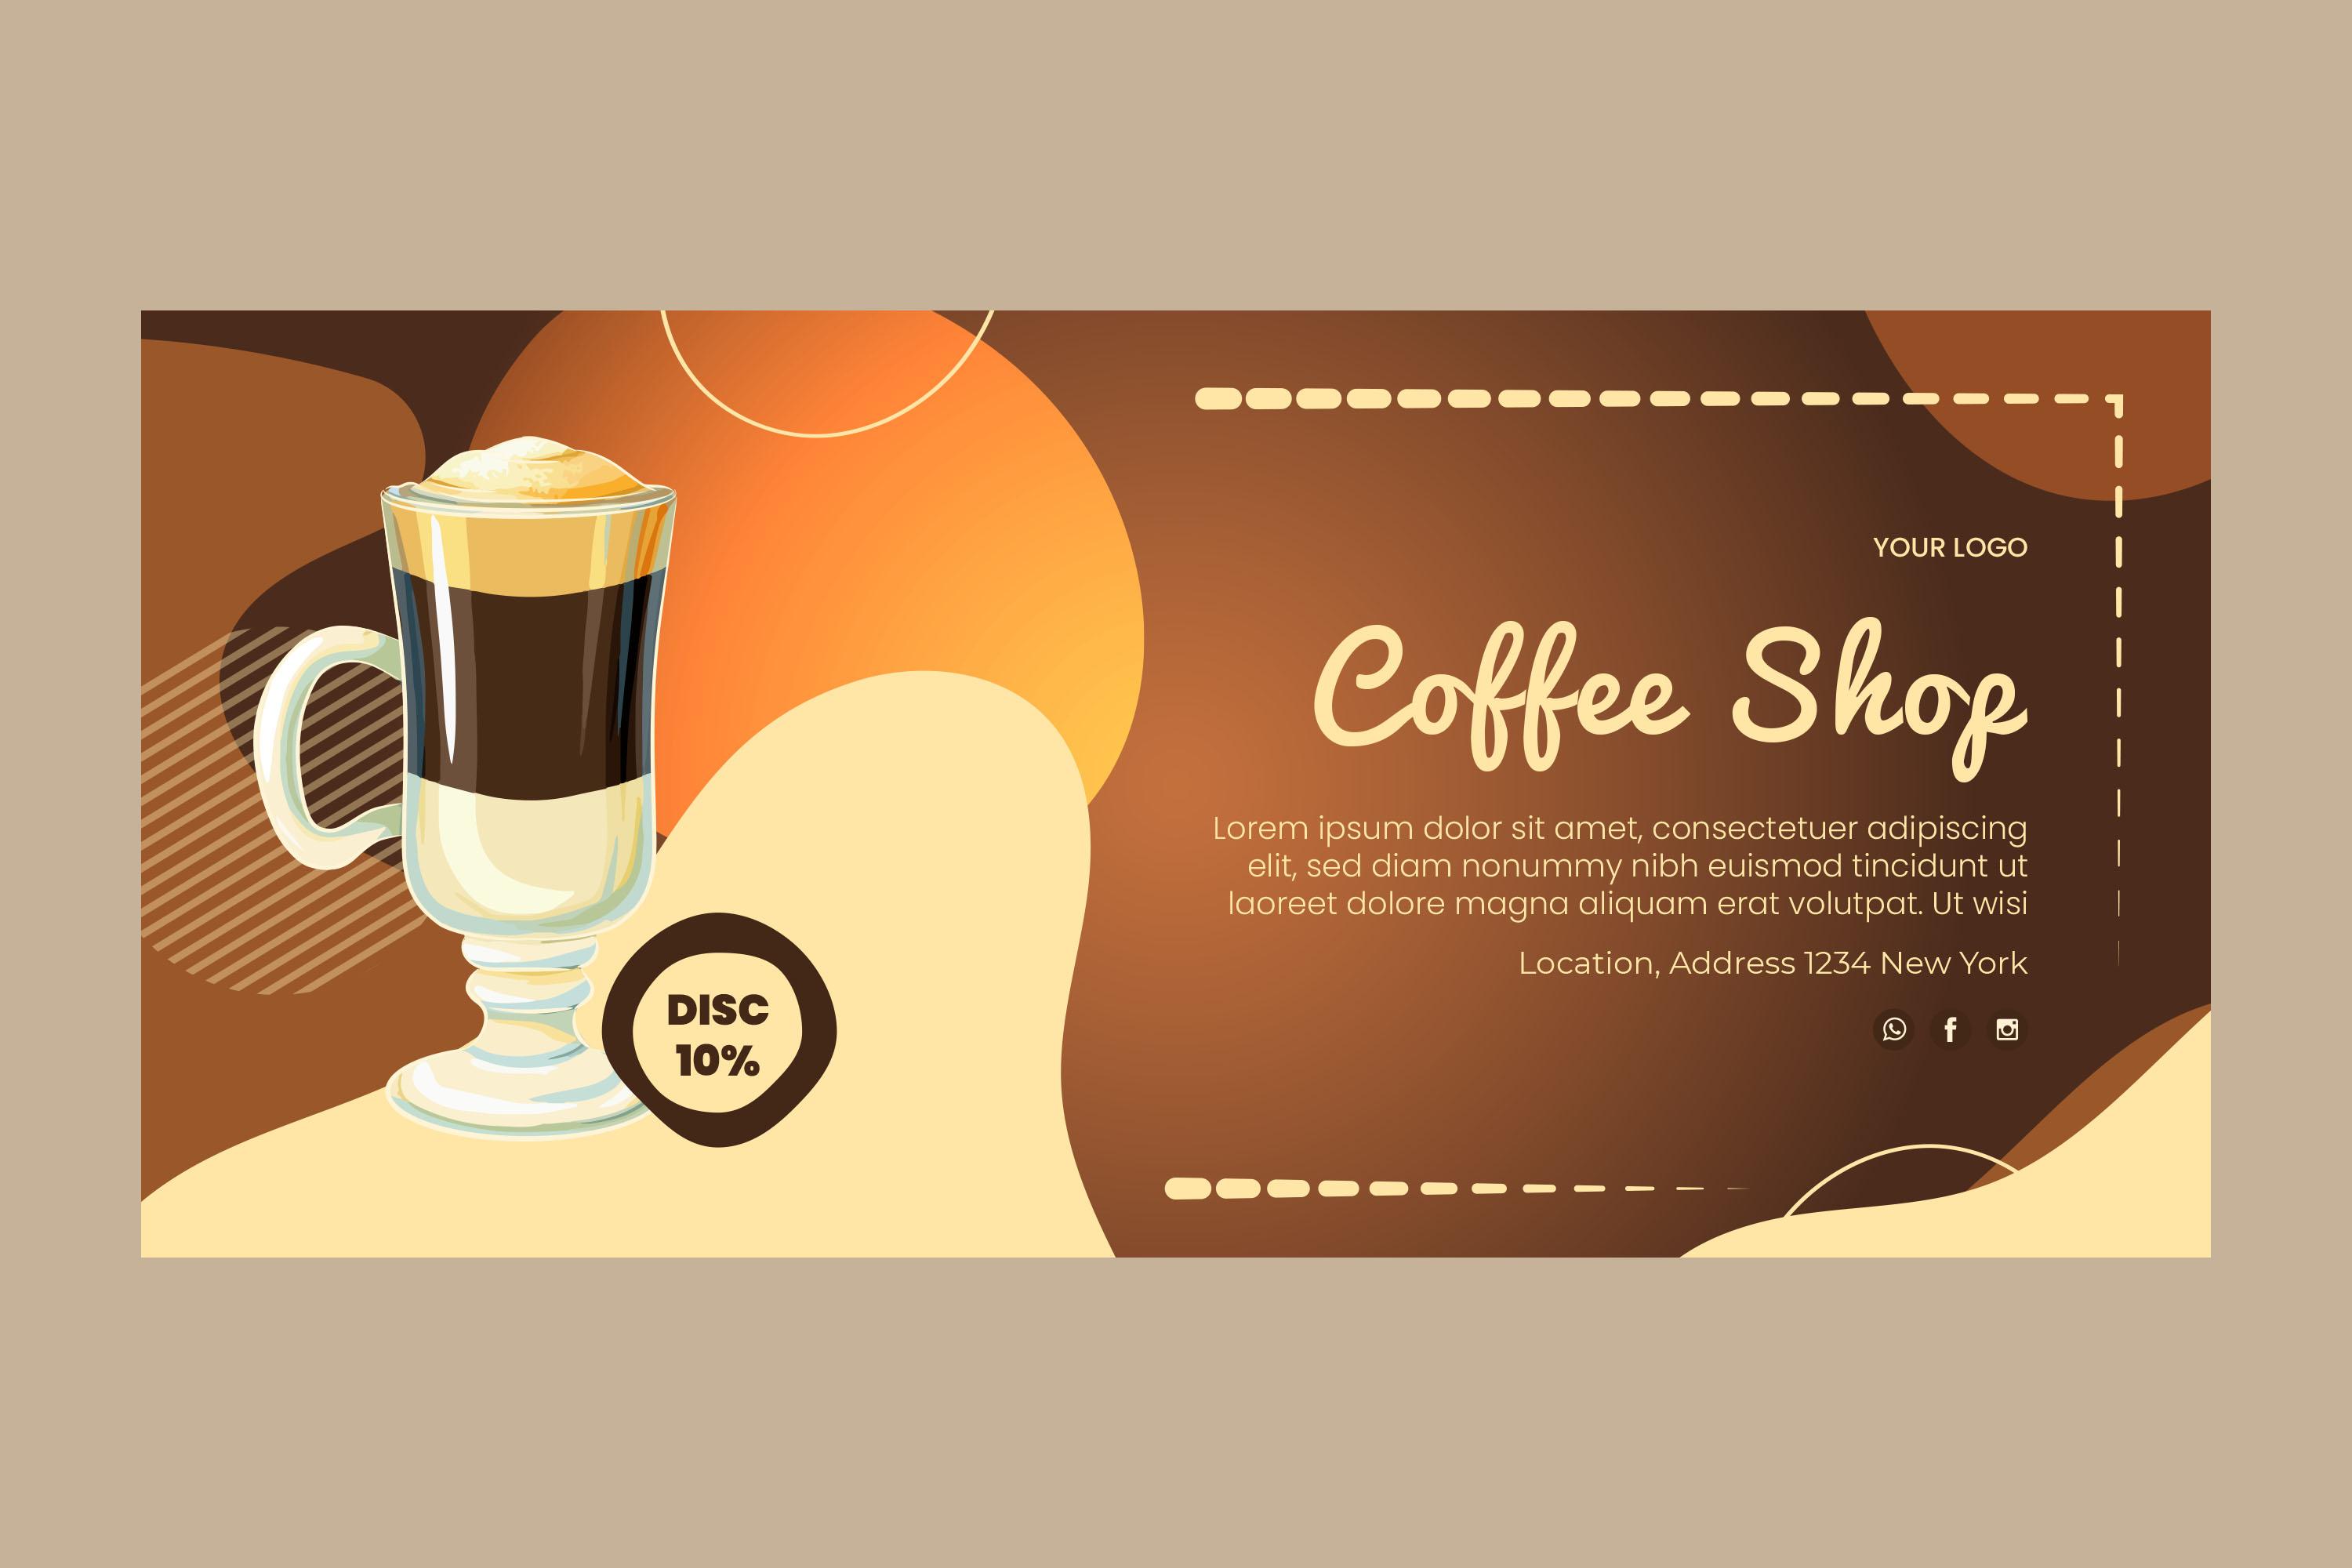 YOUR LOGO
Coffee Shop
Lorem ipsum dolor sit amet, consectetuer adipiscing
elit, sed diam nonummy nibh euismod tincidunt ut
laoreet dolore magna aliquam erat volutpat. Ut wisi
Location, Address 1234 New York
DISC
10%